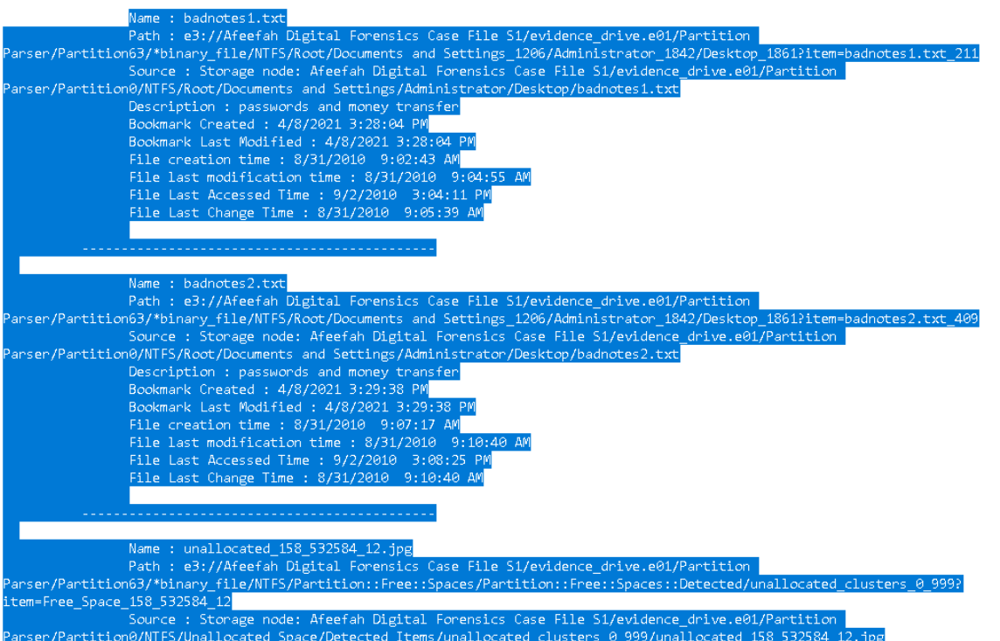 Name : badnotes1.txt
Path : e3://Afeefah Digital Forensics Case File S1/evidence_drive.e01/Partition
Parser/Partition63/*binary_file/NTFS/Root/Documents and Settings_1206/Administrator_1842/Desktop_1861?item=badnotes1.txt_211
Source : Storage node: Afeefah Digital Forensics Case File S1/evidence_drive.e01/Partition
Parser/Partition0/NTFS/Root/Documents and Settings/Administrator/Desktop/badnotes1.txt
Description : passwords and money transfer
Bookmark Created : 4/8/2021 3:28:04 PM
Bookmark Last Modified : 4/8/2021 3:28:04 PM
File creation time : 8/31/2010  9:02:43 AM
File last modification time : 8/31/2010  9:04:55 AM
File Last Accessed Time : 9/2/2010  3:04:11 PM
File Last Change Time : 8/31/2010  9:05:39 AM
---------------------------------------------
Name : badnotes2.txt
Path : e3://Afeefah Digital Forensics Case File S1/evidence_drive.e01/Partition
Parser/Partition63/*binary_file/NTFS/Root/Documents and Settings_1206/Administrator_1842/Desktop_1861?item=badnotes2.txt_409
Source : Storage node: Afeefah Digital Forensics Case File S1/evidence_drive.e01/Partition
Parser/Partition0/NTFS/Root/Documents and Settings/Administrator/Desktop/badnotes2.txt
Description : passwords and money transfer
Bookmark Created : 4/8/2021 3:29:38 PM
Bookmark Last Modified : 4/8/2021 3:29:38 PM
File creation time : 8/31/2010  9:07:17 AM
File last modification time : 8/31/2010  9:10:40 AM
File Last Accessed Time : 9/2/2010  3:08:25 PM
File Last Change Time : 8/31/2010  9:10:40 AM
---------------------------------------------
Name : unallocated_158_532584_12.jpg
Path : e3://Afeefah Digital Forensics Case File S1/evidence_drive.e01/Partition
Parser/Partition63/*binary_file/NTFS/Partition::Free::Spaces/Partition::Free::Spaces::Detected/unallocated_clusters_0_999?
item=Free_Space_158_532584_12
Source : Storage node: Afeefah Digital Forensics Case File S1/evidence_drive.e01/Partition
Parser/Partition0/NTFS/Unallocated Space/Detected Items/unallocated clusters 0 999/unallocated 158 532584 12.jpg